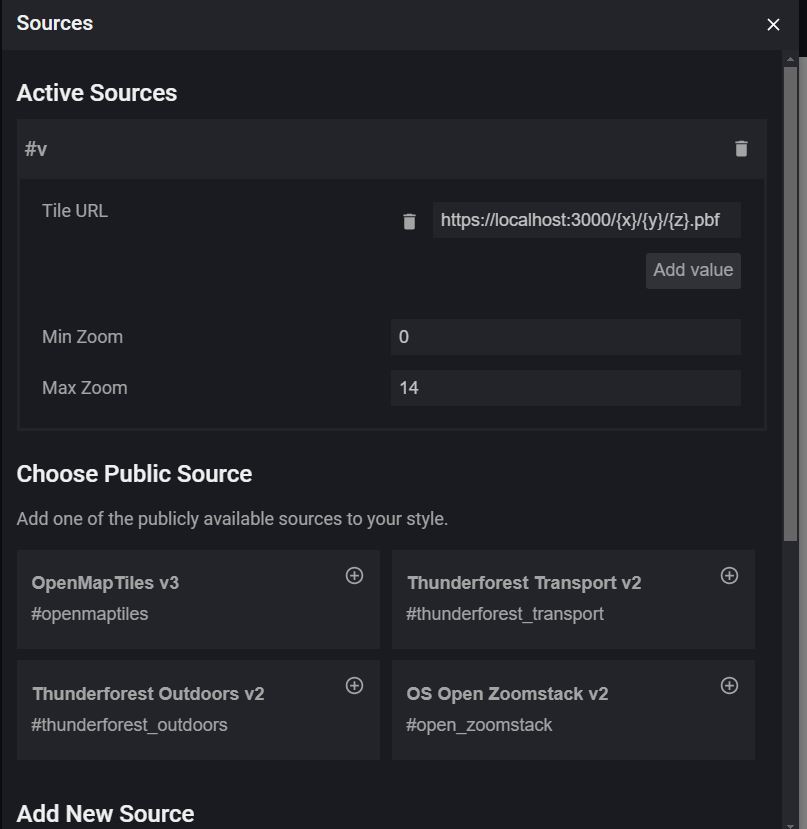 Sources
Active Sources
#v
Tile URL
https://localhost:3000/{x}/{y}/{z}.pbf
Add value
Min Zoom
0
Max Zoom
14
Choose Public Source
Add one of the publicly available sources to your style.
OpenMapTiles v3
#openmaptiles
Thunderforest Transport v2
#thunderforest_transport
Thunderforest Outdoors v2
#thunderforest_outdoors
OS Open Zoomstack v2
#open_zoomstack
Add New Source